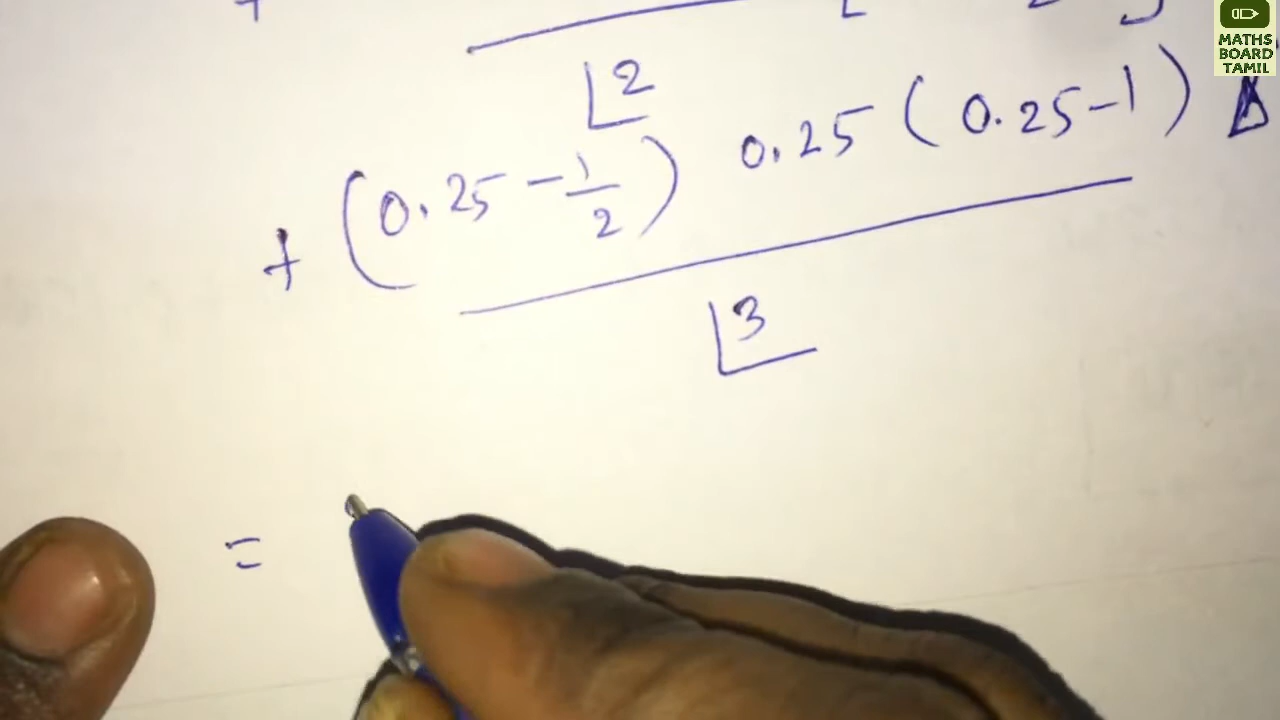 MATHS
BOARD
TAMIL
⌊2
+ (0.25 - 1/2) 0.25 (0.25-1) Δ
⌊3
=